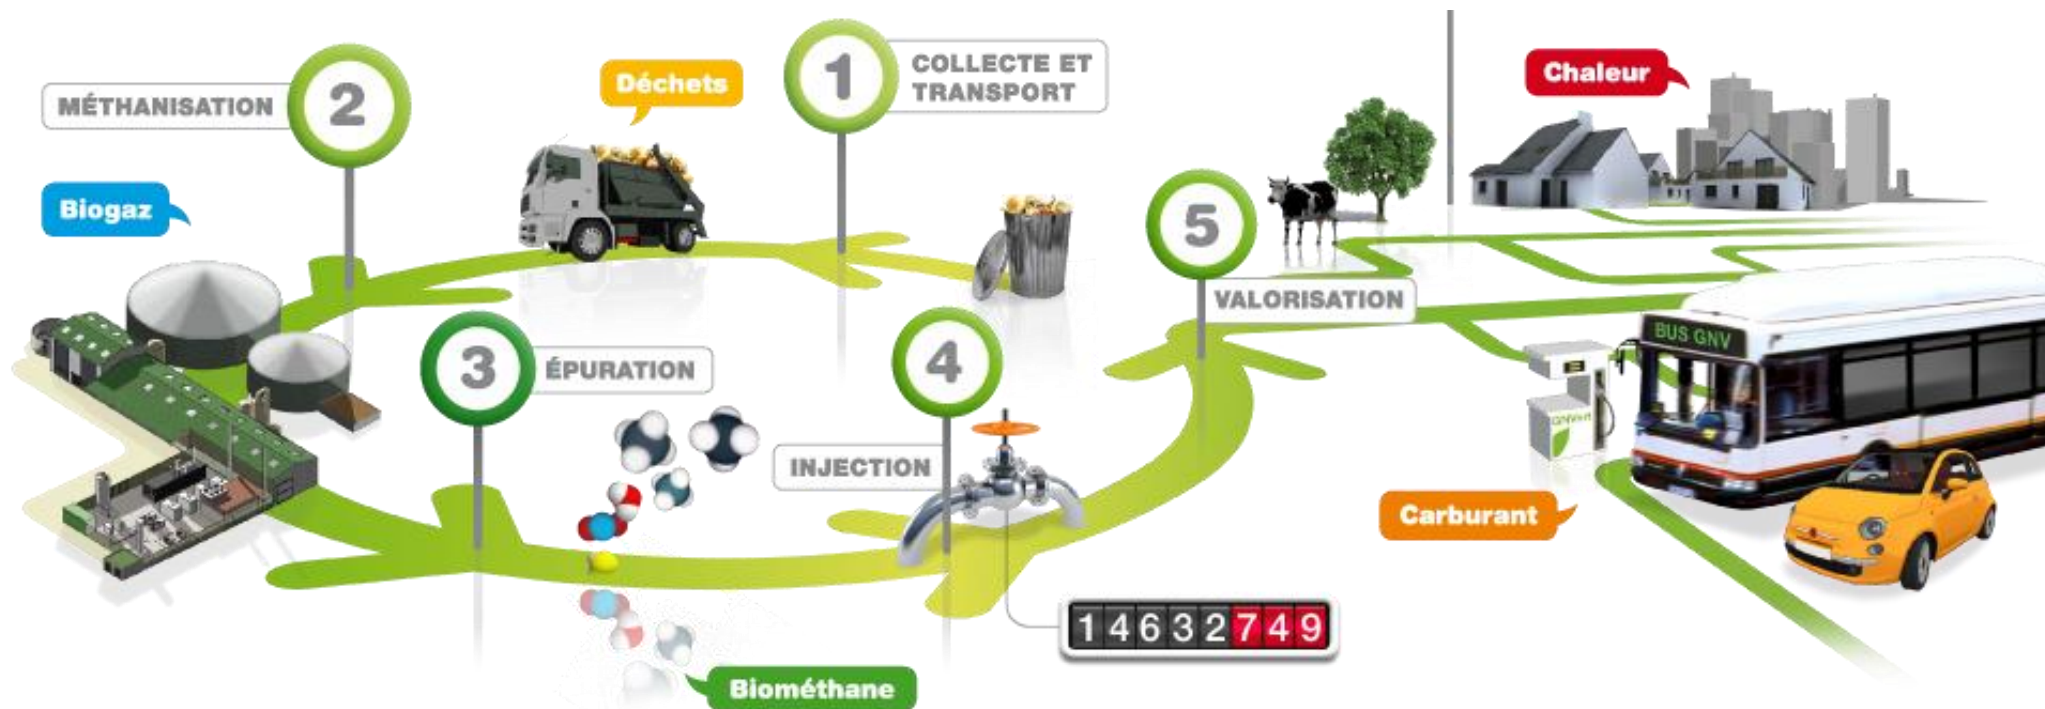 1
COLLECTE ET
TRANSPORT
Déchets
2
MÉTHANISATION
Biogaz
3
ÉPURATION
Biométhane
4
INJECTION
14632749
5
VALORISATION
Chaleur
BUS GNV
Carburant